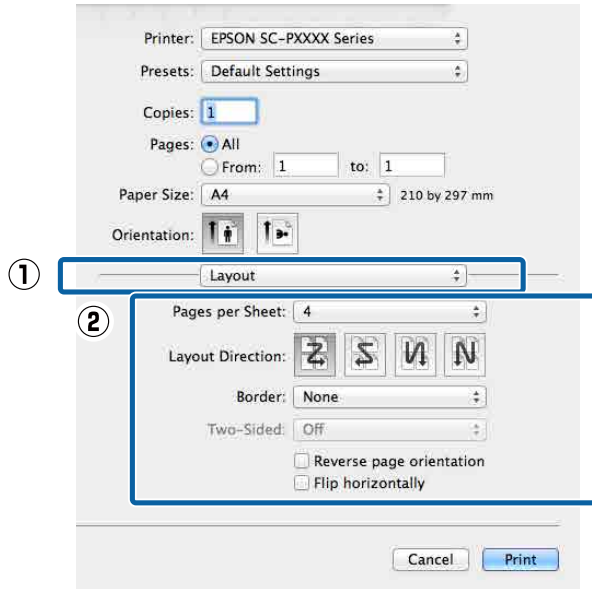 Printer: EPSON SC-PXXXX Series
Presets: Default Settings
Copies: 1
Pages: All
From: 1 to: 1
Paper Size: A4 210 by 297 mm
Orientation:
① Layout
②
Pages per Sheet: 4
Layout Direction:
Border: None
Two-Sided: Off
Reverse page orientation
Flip horizontally
Cancel Print